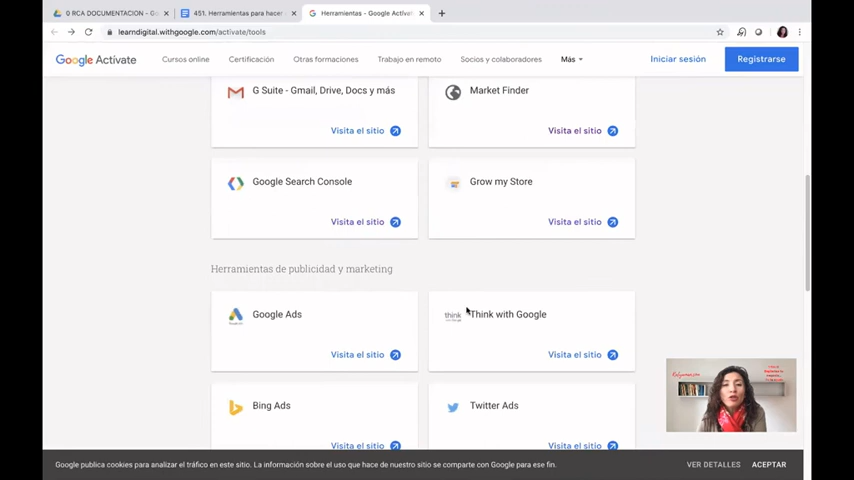 0 RCA DOCUMENTACION - Go
451. Herramientas para hacer
Herramientas - Google Activate
learndigital.withgoogle.com/activate/tools
Google Activate
Cursos online
Certificación
Otras formaciones
Trabajo en remoto
Socios y colaboradores
Más
Iniciar sesión
Registrarse
G Suite - Gmail, Drive, Docs y más
Market Finder
Visita el sitio
Visita el sitio
Google Search Console
Grow my Store
Visita el sitio
Visita el sitio
Herramientas de publicidad y marketing
Google Ads
think
Think with Google
Visita el sitio
Visita el sitio
Bing Ads
Twitter Ads
Visita el sitio
Visita el sitio
Google publica cookies para analizar el tráfico en este sitio. La información sobre el uso que hace de nuestro sitio se comparte con Google para ese fin.
VER DETALLES
ACEPTAR